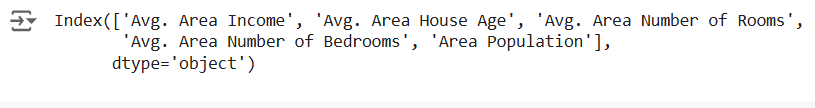 Index(['Avg. Area Income', 'Avg. Area House Age', 'Avg. Area Number of Rooms',
'Avg. Area Number of Bedrooms', 'Area Population'],
dtype='object')